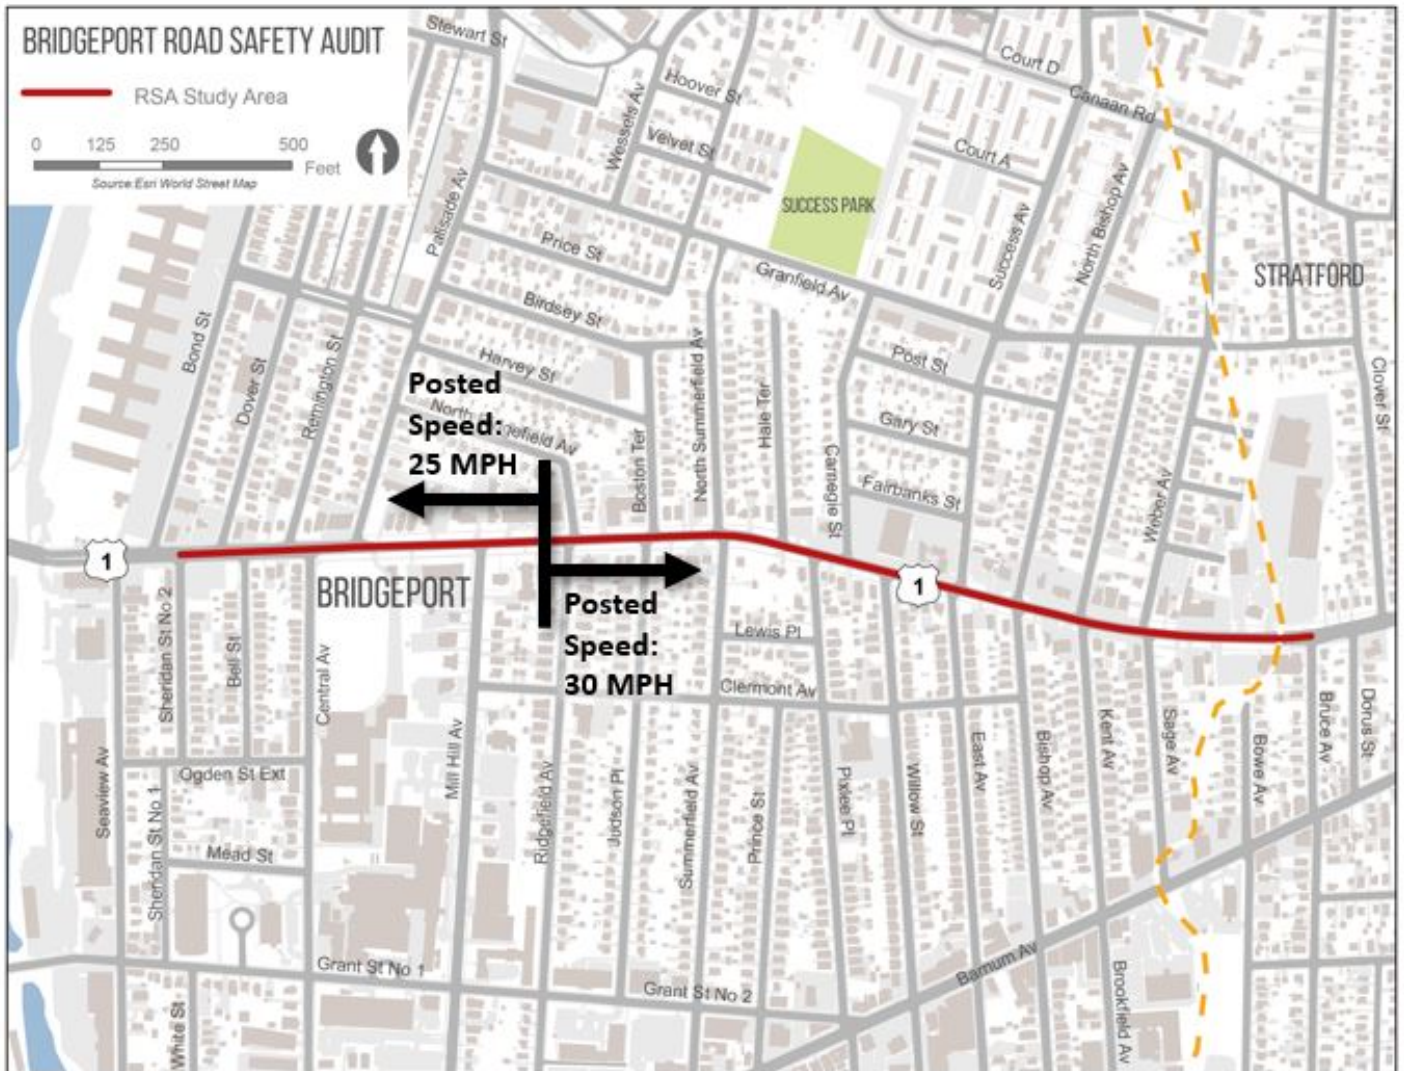 BRIDGEPORT ROAD SAFETY AUDIT
RSA Study Area
0 125 250 500 Feet
Source:Esri World Street Map
Stewart St
Hoover St
Wessels Av
Velvet St
Court D
Canaan Rd
Court A
SUCCESS PARK
Palisade Av
Price St
Granfield Av
Success Av
North Bishop Av
STRATFORD
Bond St
Dover St
Remington St
Birdsey St
Harvey St
North Summerfield Av
Hale Ter
Post St
Clover St
Posted
Speed:
25 MPH
North
efield Av
Boston Ter
Carnegie St
Gary St
Fairbanks St
Weber Av
1
1
BRIDGEPORT
Posted
Speed:
30 MPH
Sheridan St No 2
Bell St
Central Av
Lewis Pl
Clermont Av
Seaview Av
Ogden St Ext
Sheridan St No 1
Mead St
Mill Hill Av
Ridgefield Av
Judson Pl
Summerfield Av
Prince St
Pixlee Pl
Willow St
East Av
Bishop Av
Kent Av
Sage Av
Bowe Av
Bruce Av
Dorus St
Grant St No 1
Grant St No 2
Barnum Av
Brookfield Av
White St